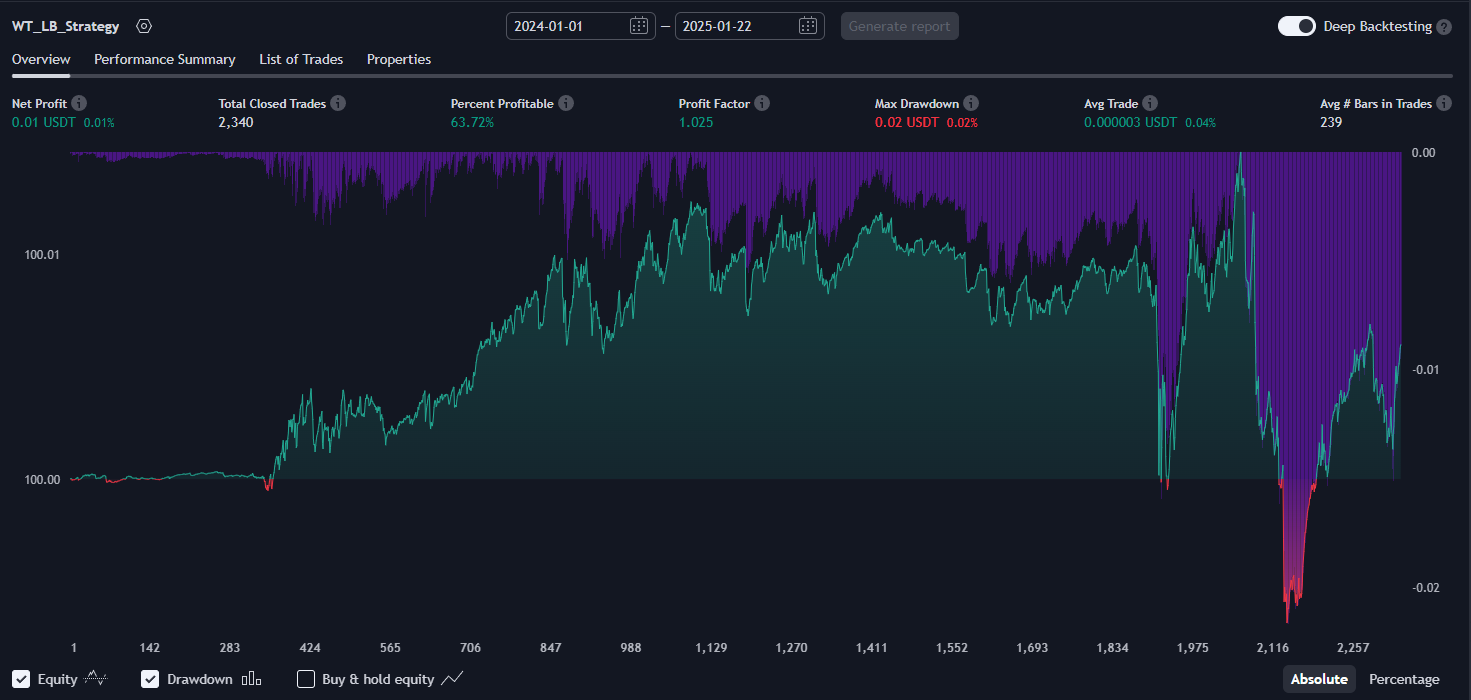 WT_LB_Strategy 2024-01-01 — 2025-01-22 Generate report Deep Backtesting ?
Overview Performance Summary List of Trades Properties
Net Profit i Total Closed Trades i Percent Profitable i Profit Factor i Max Drawdown i Avg Trade i Avg # Bars in Trades i
0.01 USDT 0.01% 2,340 63.72% 1.025 0.02 USDT 0.02% 0.000003 USDT 0.04% 239
0.00
100.01
-0.01
100.00
-0.02
1 142 283 424 565 706 847 988 1,129 1,270 1,411 1,552 1,693 1,834 1,975 2,116 2,257
Equity Drawdown Buy & hold equity Absolute Percentage